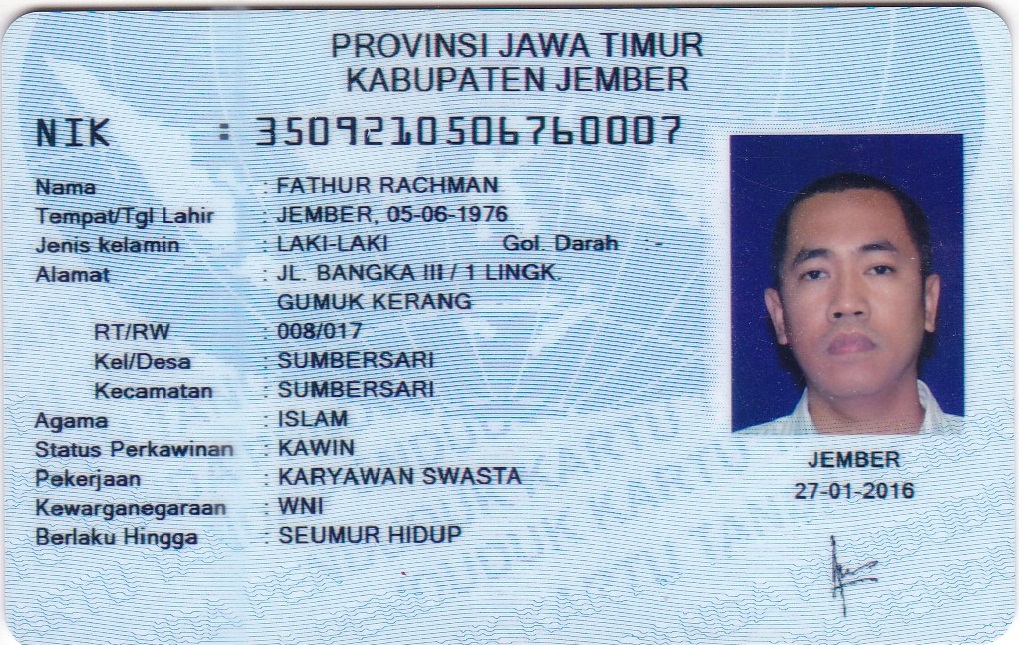 PROVINSI JAWA TIMUR
KABUPATEN JEMBER
NIK : 3509210506760007
Nama : FATHUR RACHMAN
Tempat/Tgl Lahir : JEMBER, 05-06-1976
Jenis kelamin : LAKI-LAKI Gol. Darah : -
Alamat : JL. BANGKA III / 1 LINGK.
GUMUK KERANG
RT/RW : 008/017
Kel/Desa : SUMBERSARI
Kecamatan : SUMBERSARI
Agama : ISLAM
Status Perkawinan : KAWIN
Pekerjaan : KARYAWAN SWASTA
Kewarganegaraan : WNI
Berlaku Hingga : SEUMUR HIDUP
JEMBER
27-01-2016